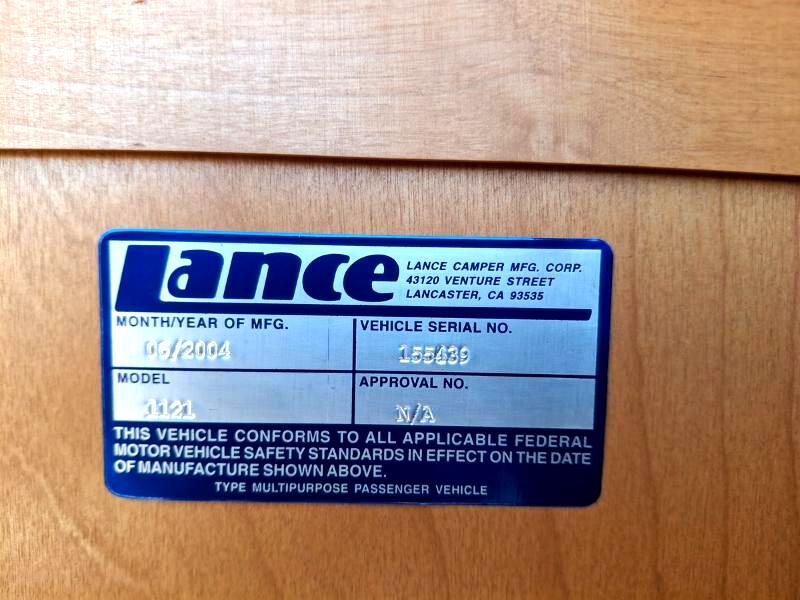 Lance
LANCE CAMPER MFG. CORP.
43120 VENTURE STREET
LANCASTER, CA 93535
MONTH/YEAR OF MFG.
06/2004
VEHICLE SERIAL NO.
155439
MODEL
1121
APPROVAL NO.
N/A
THIS VEHICLE CONFORMS TO ALL APPLICABLE FEDERAL
MOTOR VEHICLE SAFETY STANDARDS IN EFFECT ON THE DATE
OF MANUFACTURE SHOWN ABOVE.
TYPE MULTIPURPOSE PASSENGER VEHICLE